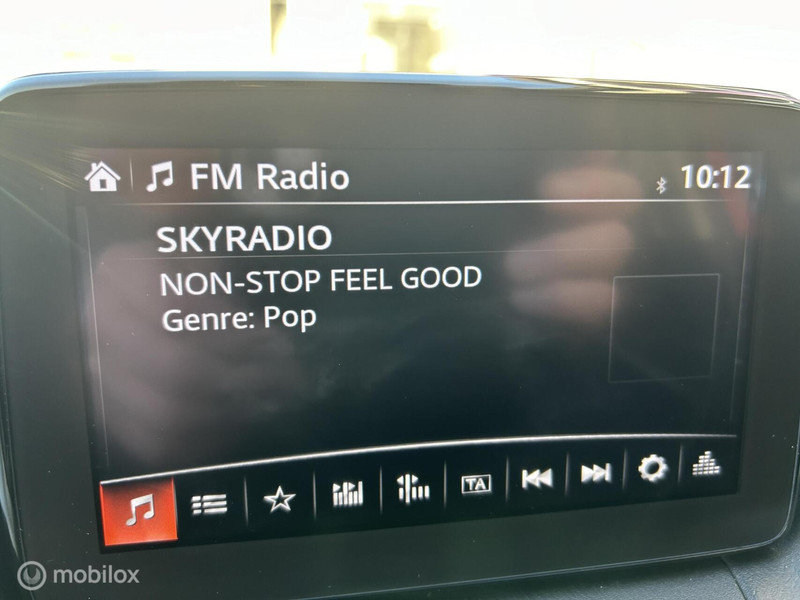 FM Radio
10:12
SKYRADIO
NON-STOP FEEL GOOD
Genre: Pop
TA
mobilox